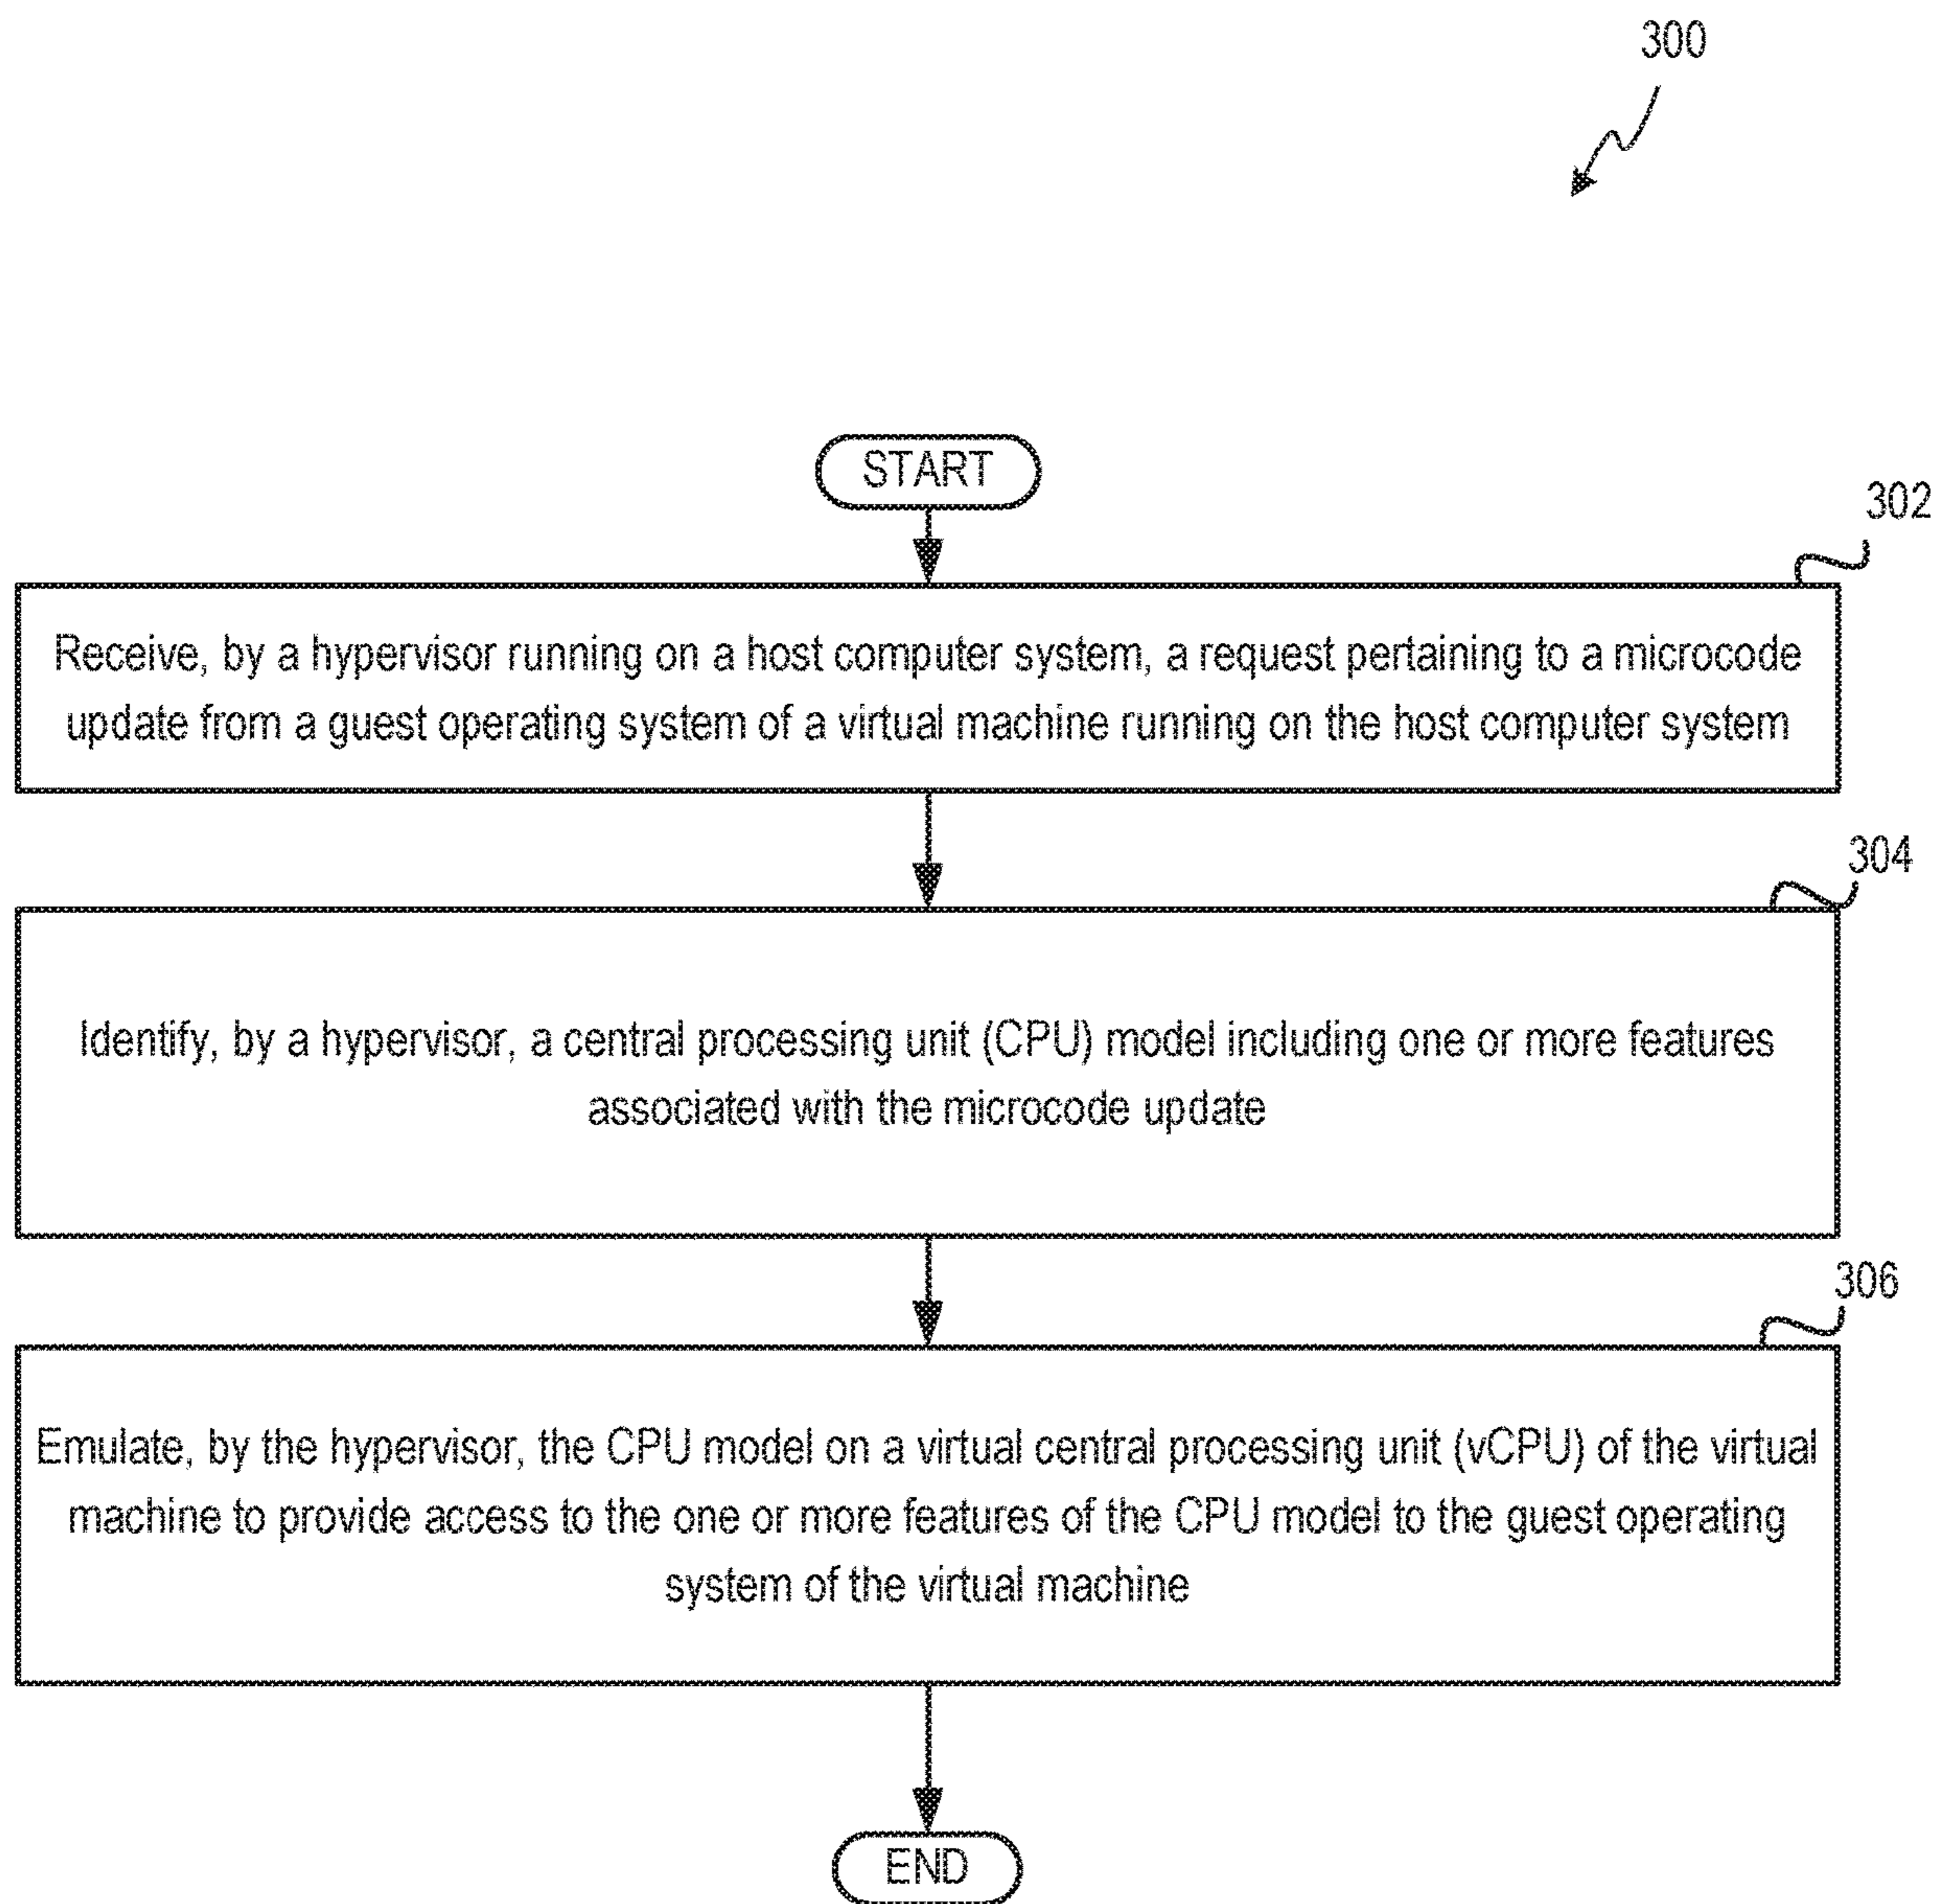 300
START
302
Receive, by a hypervisor running on a host computer system, a request pertaining to a microcode
update from a guest operating system of a virtual machine running on the host computer system
304
Identify, by a hypervisor, a central processing unit (CPU) model including one or more features
associated with the microcode update
306
Emulate, by the hypervisor, the CPU model on a virtual central processing unit (vCPU) of the virtual
machine to provide access to the one or more features of the CPU model to the guest operating
system of the virtual machine
END